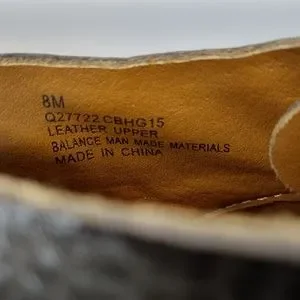 8M
Q27722 CBHG15
LEATHER UPPER
BALANCE MAN MADE MATERIALS
MADE IN CHINA